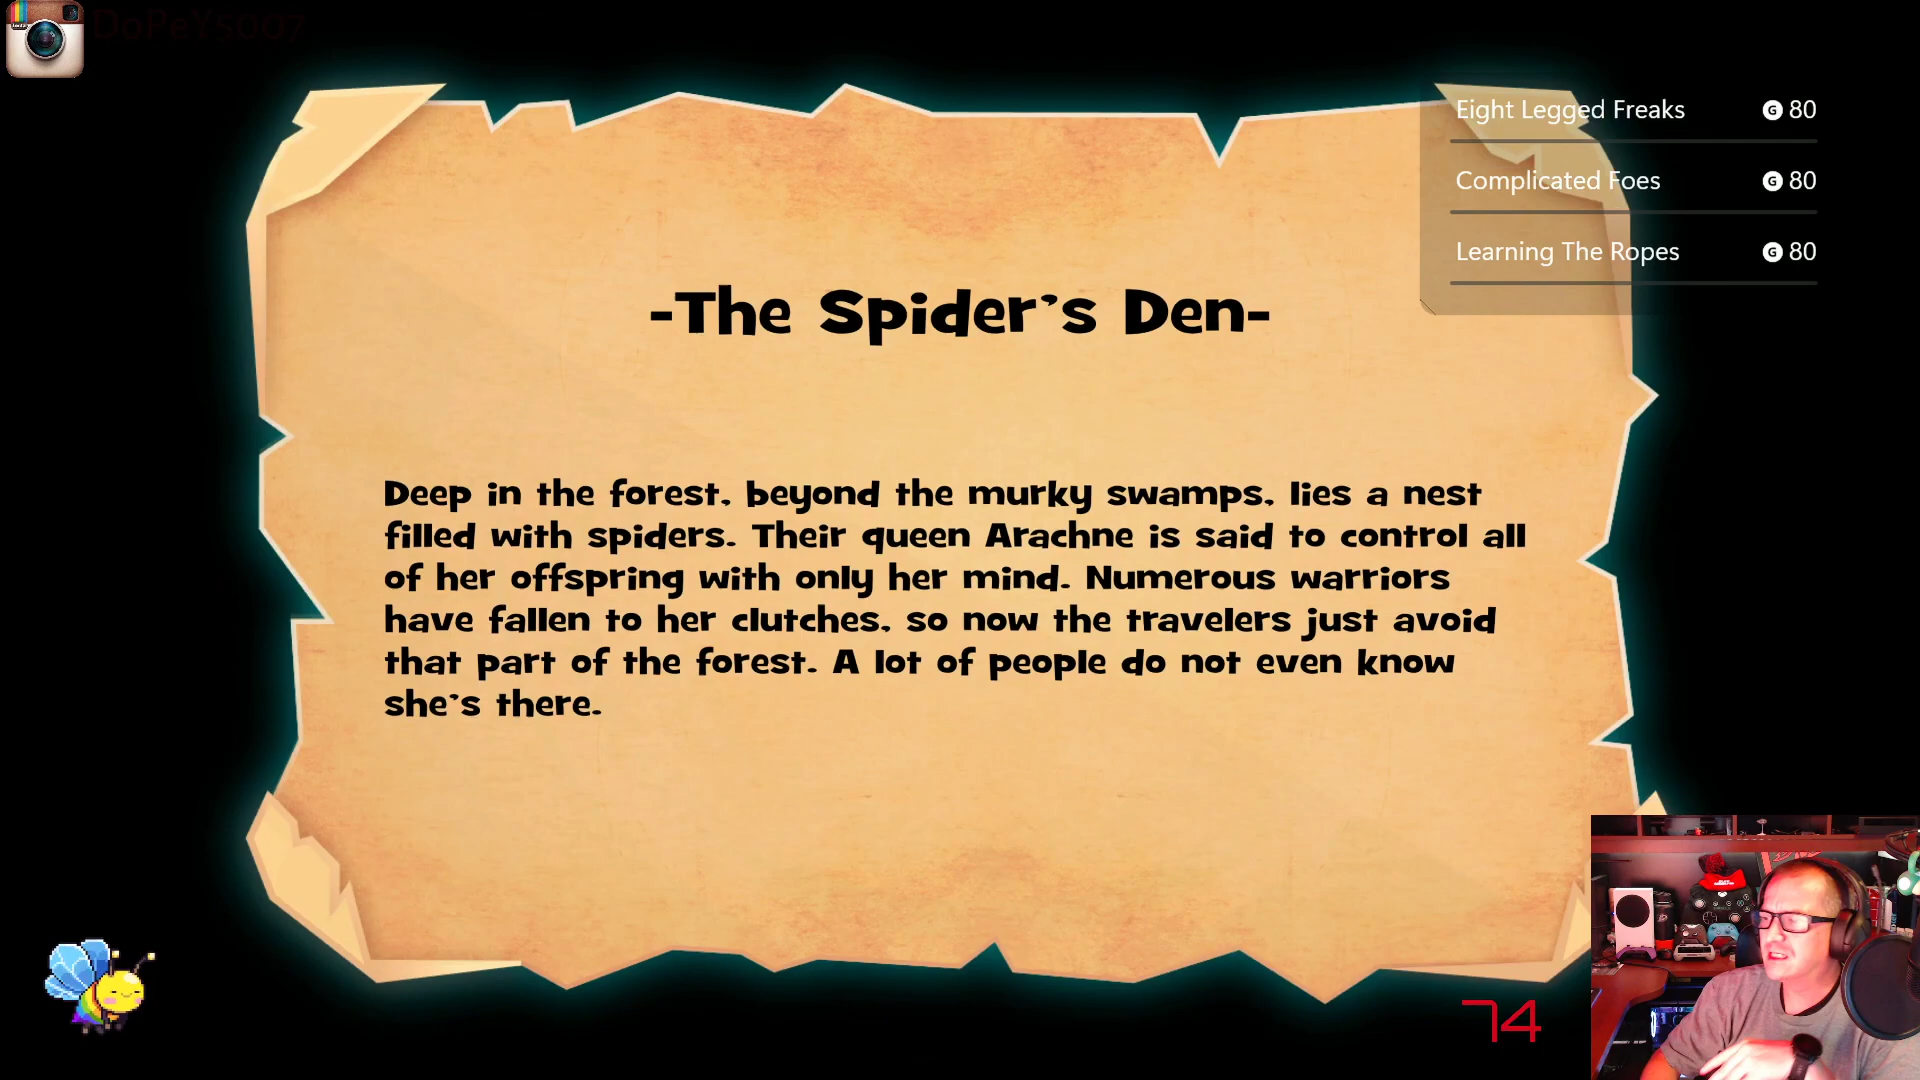 DoPeY5007
Eight Legged Freaks G 80
Complicated Foes G 80
Learning The Ropes G 80
-The Spider's Den-
Deep in the forest, beyond the murky swamps, lies a nest
filled with spiders. Their queen Arachne is said to control all
of her offspring with only her mind. Numerous warriors
have fallen to her clutches, so now the travelers just avoid
that part of the forest. A lot of people do not even know
she's there.
74